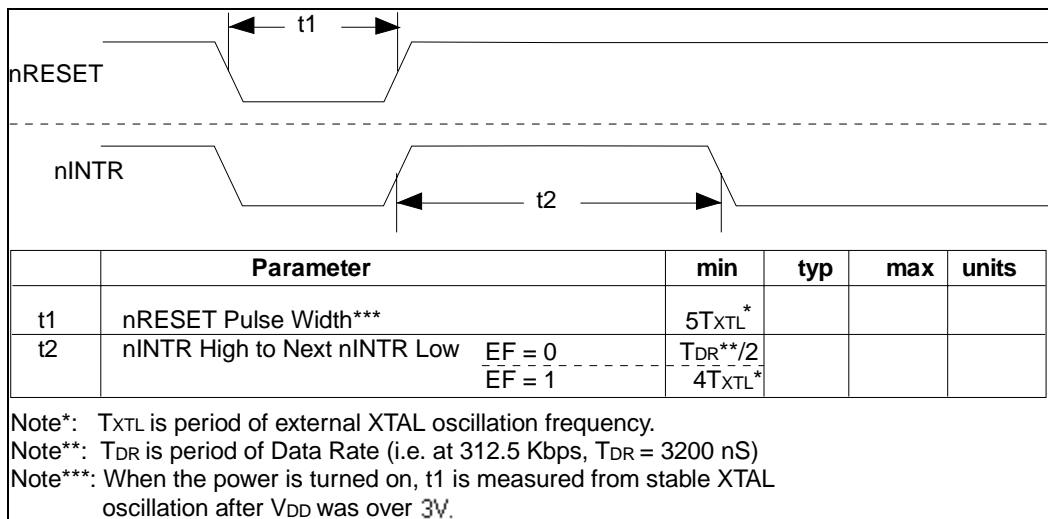 t1
nRESET
nINTR
t2
Parameter min typ max units
t1 nRESET Pulse Width*** 5TXTL*
t2 nINTR High to Next nINTR Low EF = 0 TDR**/2
EF = 1 4TXTL*
Note*: TXTL is period of external XTAL oscillation frequency.
Note**: TDR is period of Data Rate (i.e. at 312.5 Kbps, TDR = 3200 nS)
Note***: When the power is turned on, t1 is measured from stable XTAL
oscillation after VDD was over 3V.